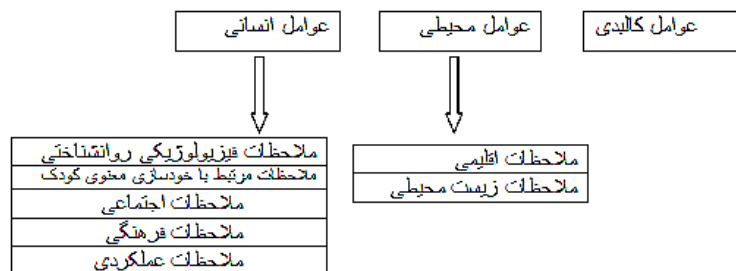 عوامل کالبدی
عوامل محیطی
عوامل انسانی
ملاحظات اقلیمی
ملاحظات زیست محیطی
ملاحظات فیزیولوژیکی روانشناختی
ملاحظات مرتبط با خودسازی معنوی کودک
ملاحظات اجتماعی
ملاحظات فرهنگی
ملاحظات عملکردی